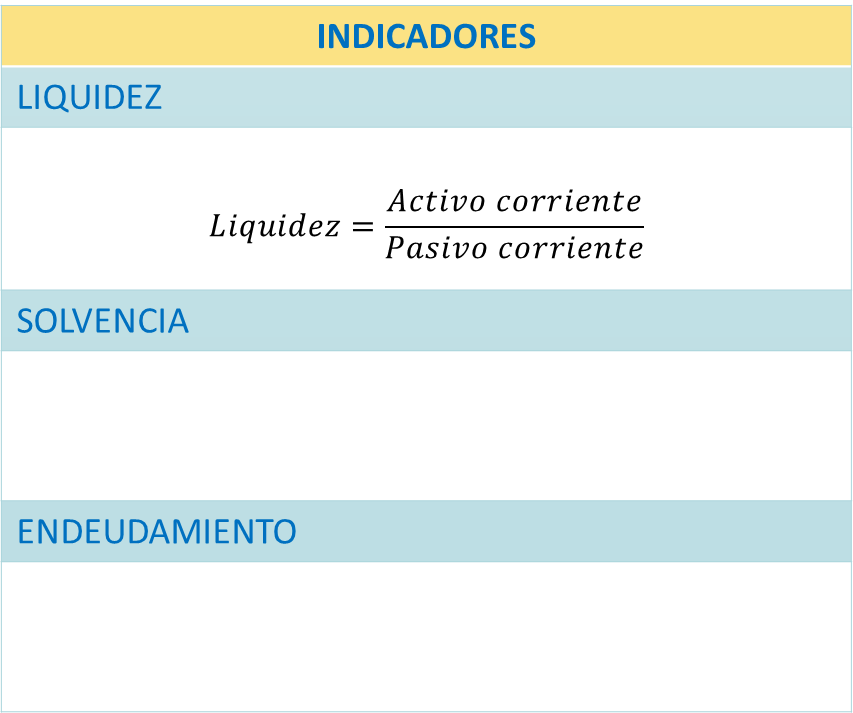 INDICADORES
LIQUIDEZ
Liquidez = Activo corriente / Pasivo corriente
SOLVENCIA
ENDEUDAMIENTO